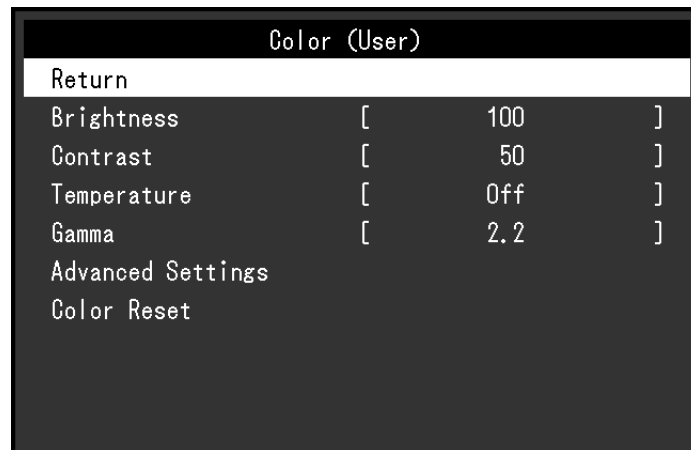 Color (User)
Return
Brightness [ 100 ]
Contrast [ 50 ]
Temperature [ Off ]
Gamma [ 2.2 ]
Advanced Settings
Color Reset